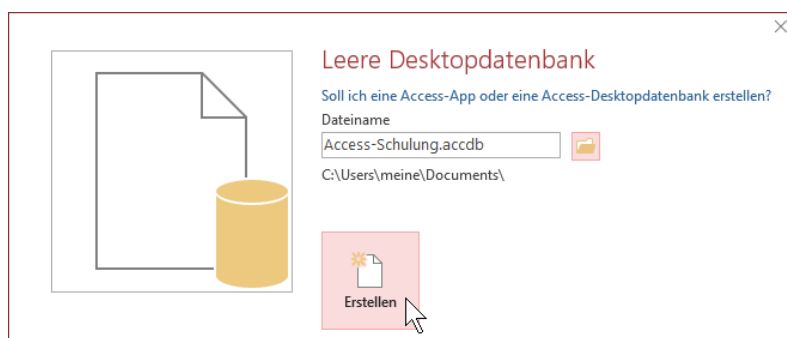 Leere Desktopdatenbank
Soll ich eine Access-App oder eine Access-Desktopdatenbank erstellen?
Dateiname
Access-Schulung.accdb
C:\Users\meine\Documents\
Erstellen